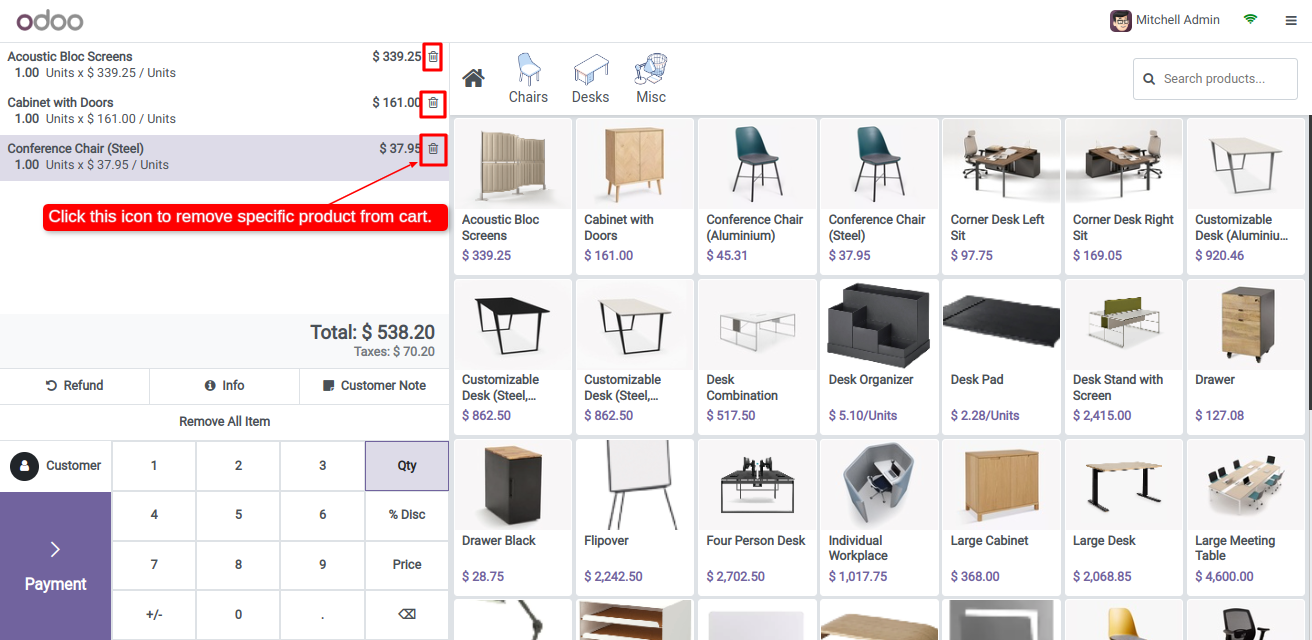 odoo
Mitchell Admin
Acoustic Bloc Screens $ 339.25
1.00 Units x $ 339.25 / Units
Cabinet with Doors $ 161.00
1.00 Units x $ 161.00 / Units
Conference Chair (Steel) $ 37.95
1.00 Units x $ 37.95 / Units
Click this icon to remove specific product from cart.
Total: $ 538.20
Taxes: $ 70.20
Refund Info Customer Note
Remove All Item
Customer 1 2 3 Qty
4 5 6 % Disc
Payment
7 8 9 Price
+/- 0 .
Chairs Desks Misc
Search products...
Acoustic Bloc
Screens
$ 339.25
Cabinet with
Doors
$ 161.00
Conference Chair
(Aluminium)
$ 45.31
Conference Chair
(Steel)
$ 37.95
Corner Desk Left
Sit
$ 97.75
Corner Desk Right
Sit
$ 169.05
Customizable
Desk (Aluminiu...
$ 920.46
Customizable
Desk (Steel,...
$ 862.50
Customizable
Desk (Steel,...
$ 862.50
Desk
Combination
$ 517.50
Desk Organizer
$ 5.10/Units
Desk Pad
$ 2.28/Units
Desk Stand with
Screen
$ 2,415.00
Drawer
$ 127.08
Drawer Black
$ 28.75
Flipover
$ 2,242.50
Four Person Desk
$ 2,702.50
Individual
Workplace
$ 1,017.75
Large Cabinet
$ 368.00
Large Desk
$ 2,068.85
Large Meeting
Table
$ 4,600.00